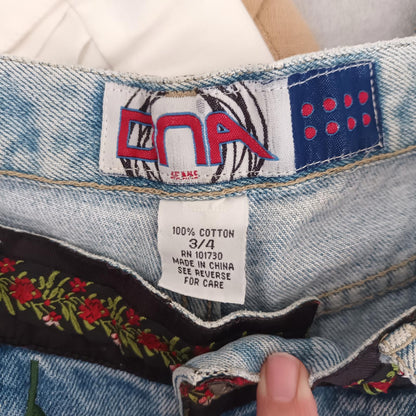 DNA
JEANS
100% COTTON
3/4
RN 101730
MADE IN CHINA
SEE REVERSE
FOR CARE